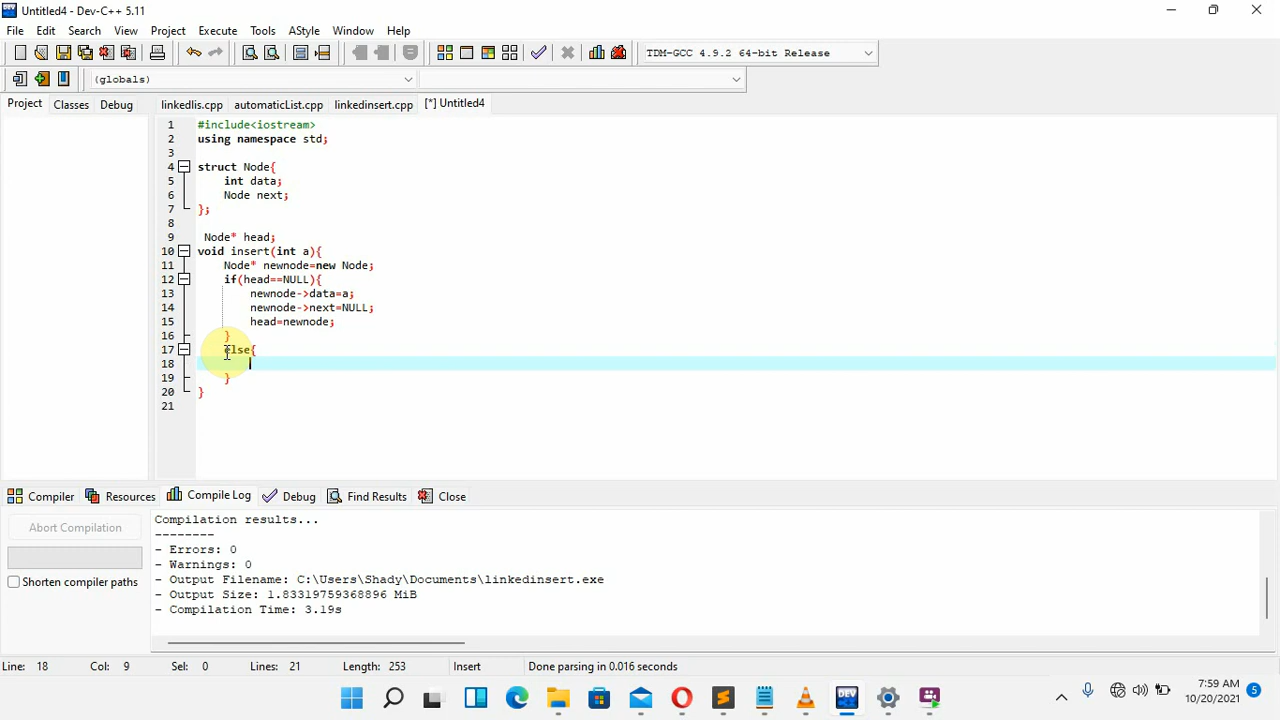 Untitled4 - Dev-C++ 5.11
File Edit Search View Project Execute Tools AStyle Window Help
TDM-GCC 4.9.2 64-bit Release
(globals)
Project Classes Debug linkedlis.cpp automaticList.cpp linkedinsert.cpp [*] Untitled4
1 #include<iostream>
2 using namespace std;
3
4 struct Node{
5 int data;
6 Node next;
7 };
8
9 Node* head;
10 void insert(int a){
11 Node* newnode=new Node;
12 if(head==NULL){
13 newnode->data=a;
14 newnode->next=NULL;
15 head=newnode;
16 }
17 else{
18
19 }
20 }
21
Compiler Resources Compile Log Debug Find Results Close
Abort Compilation
Shorten compiler paths
Compilation results...
--------
- Errors: 0
- Warnings: 0
- Output Filename: C:\Users\Shady\Documents\linkedinsert.exe
- Output Size: 1.83319759368896 MiB
- Compilation Time: 3.19s
Line: 18 Col: 9 Sel: 0 Lines: 21 Length: 253 Insert Done parsing in 0.016 seconds
DEV
7:59 AM
10/20/2021
5